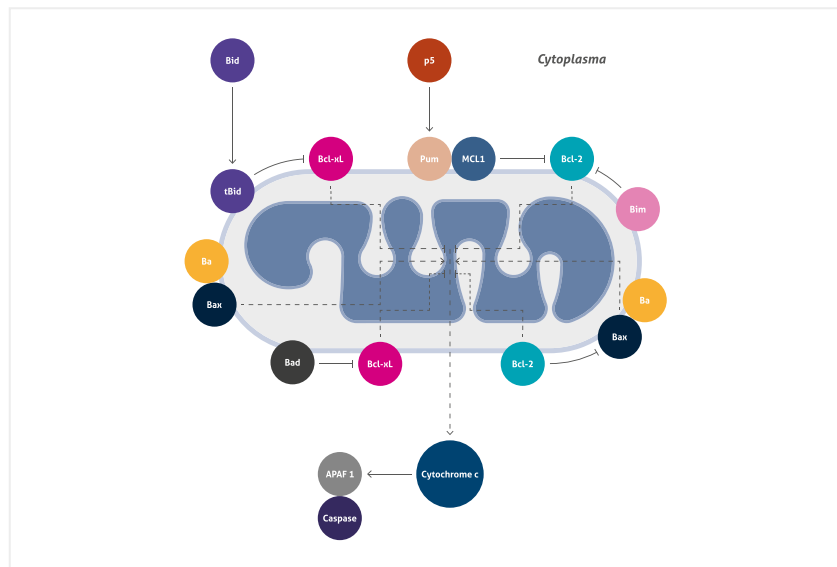 Bid
p5
Cytoplasma
Bcl-xL
Pum
MCL1
Bcl-2
tBid
Bim
Ba
Bax
Ba
Bax
Bad
Bcl-xL
Bcl-2
APAF 1
Cytochrome c
Caspase